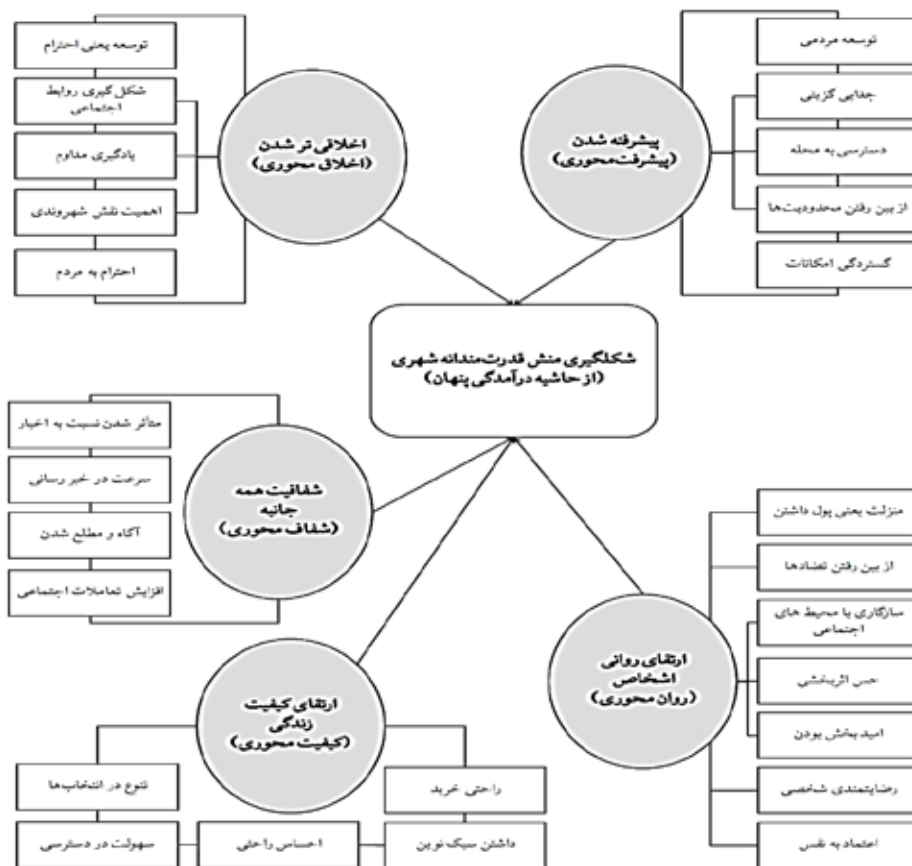 توسعه مردمی
جدایی گزینی
دسترسی به محله
از بین رفتن محدودیت‌ها
گستردگی امکانات
پیشرفته شدن
(پیشرفت‌محوری)
توسعه یعنی احترام
شکل‌گیری روابط
اجتماعی
یادگیری مداوم
اهمیت نقش شهروندی
احترام به مردم
اخلاقی تر شدن
(اخلاق محوری)
شکلگیری منش قدرت‌مندانه شهری
(از حاشیه درآمدگی پنهان)
متأثر شدن نسبت به اخبار
سرعت در خبر رسانی
آگاه و مطلع شدن
افزایش تعاملات اجتماعی
شفافیت همه
جانبه
(شفاف محوری)
منزلت یعنی پول داشتن
از بین رفتن تضادها
سازگاری با محیط های
اجتماعی
حس اثربخشی
امید بخش بودن
رضایتمندی شخصی
اعتماد به نفس
ارتقای روانی
اشخاص
(روان محوری)
ارتقای کیفیت
زندگی
(کیفیت محوری)
راحتی خرید
داشتن سبک نوین
احساس راحتی
سهولت در دسترسی
تنوع در انتخاب‌ها